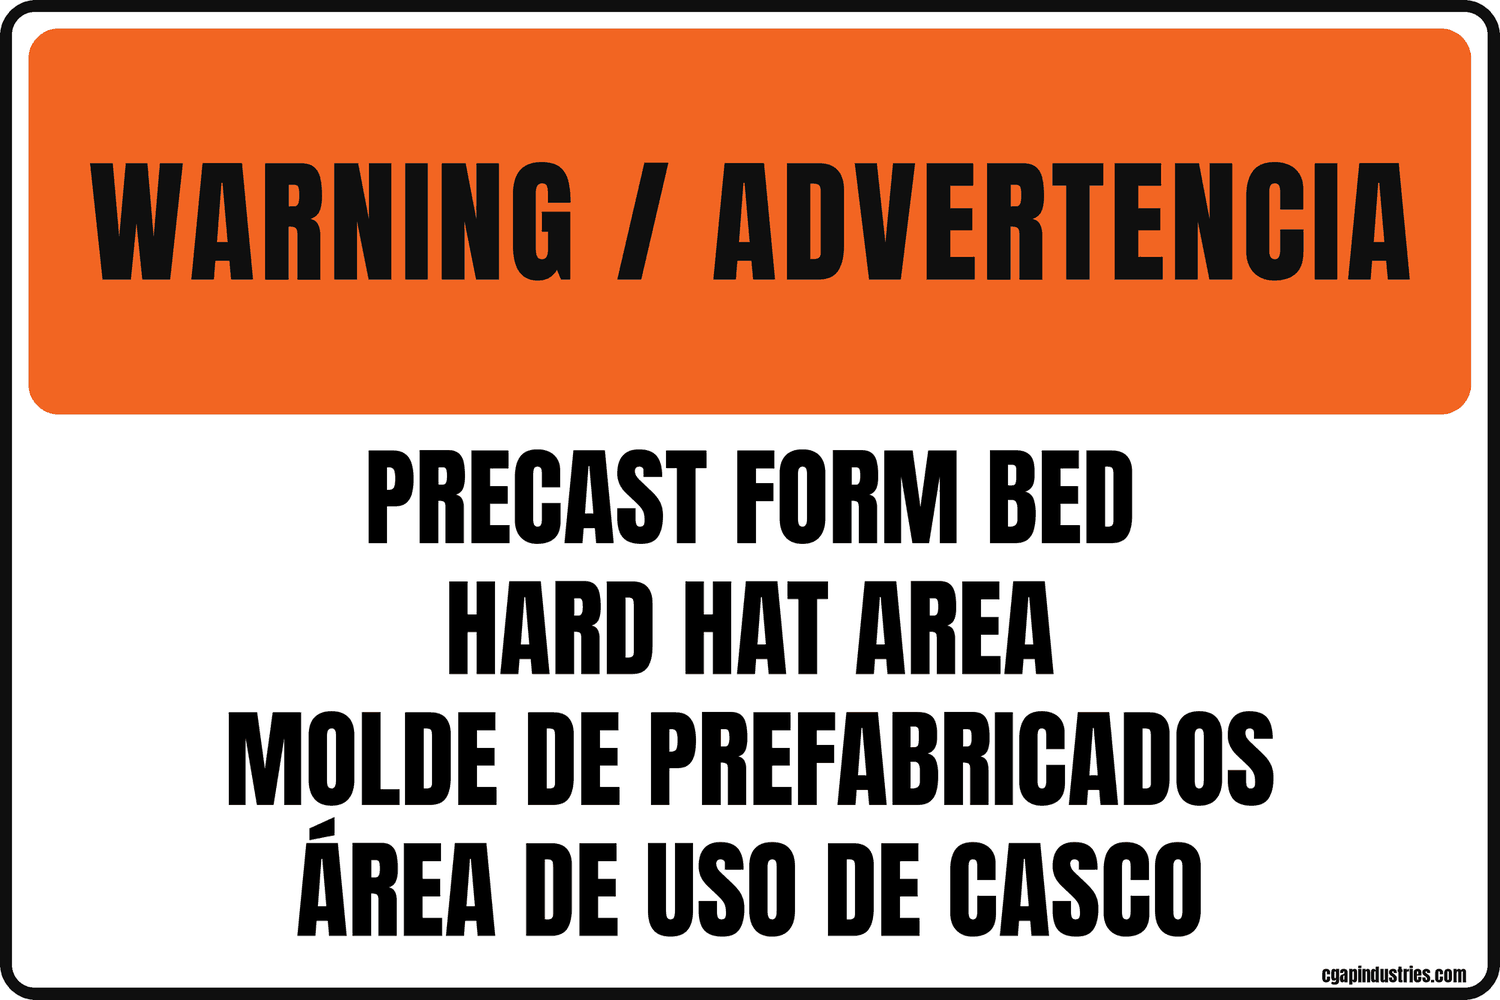 WARNING / ADVERTENCIA
PRECAST FORM BED
HARD HAT AREA
MOLDE DE PREFABRICADOS
ÁREA DE USO DE CASCO
cgapindustries.com